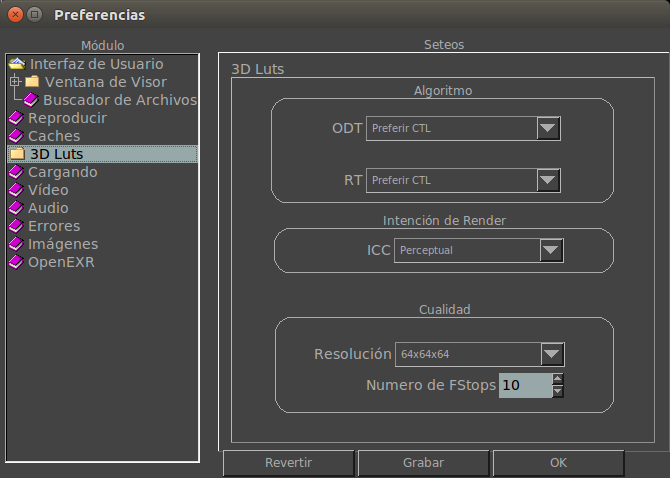 Preferencias
Módulo
Interfaz de Usuario
Ventana de Visor
Buscador de Archivos
Reproducir
Caches
3D Luts
Cargando
Vídeo
Audio
Errores
Imágenes
OpenEXR
Seteos
3D Luts
Algoritmo
ODT Preferir CTL
RT Preferir CTL
Intención de Render
ICC Perceptual
Cualidad
Resolución 64x64x64
Numero de FStops 10
Revertir Grabar OK